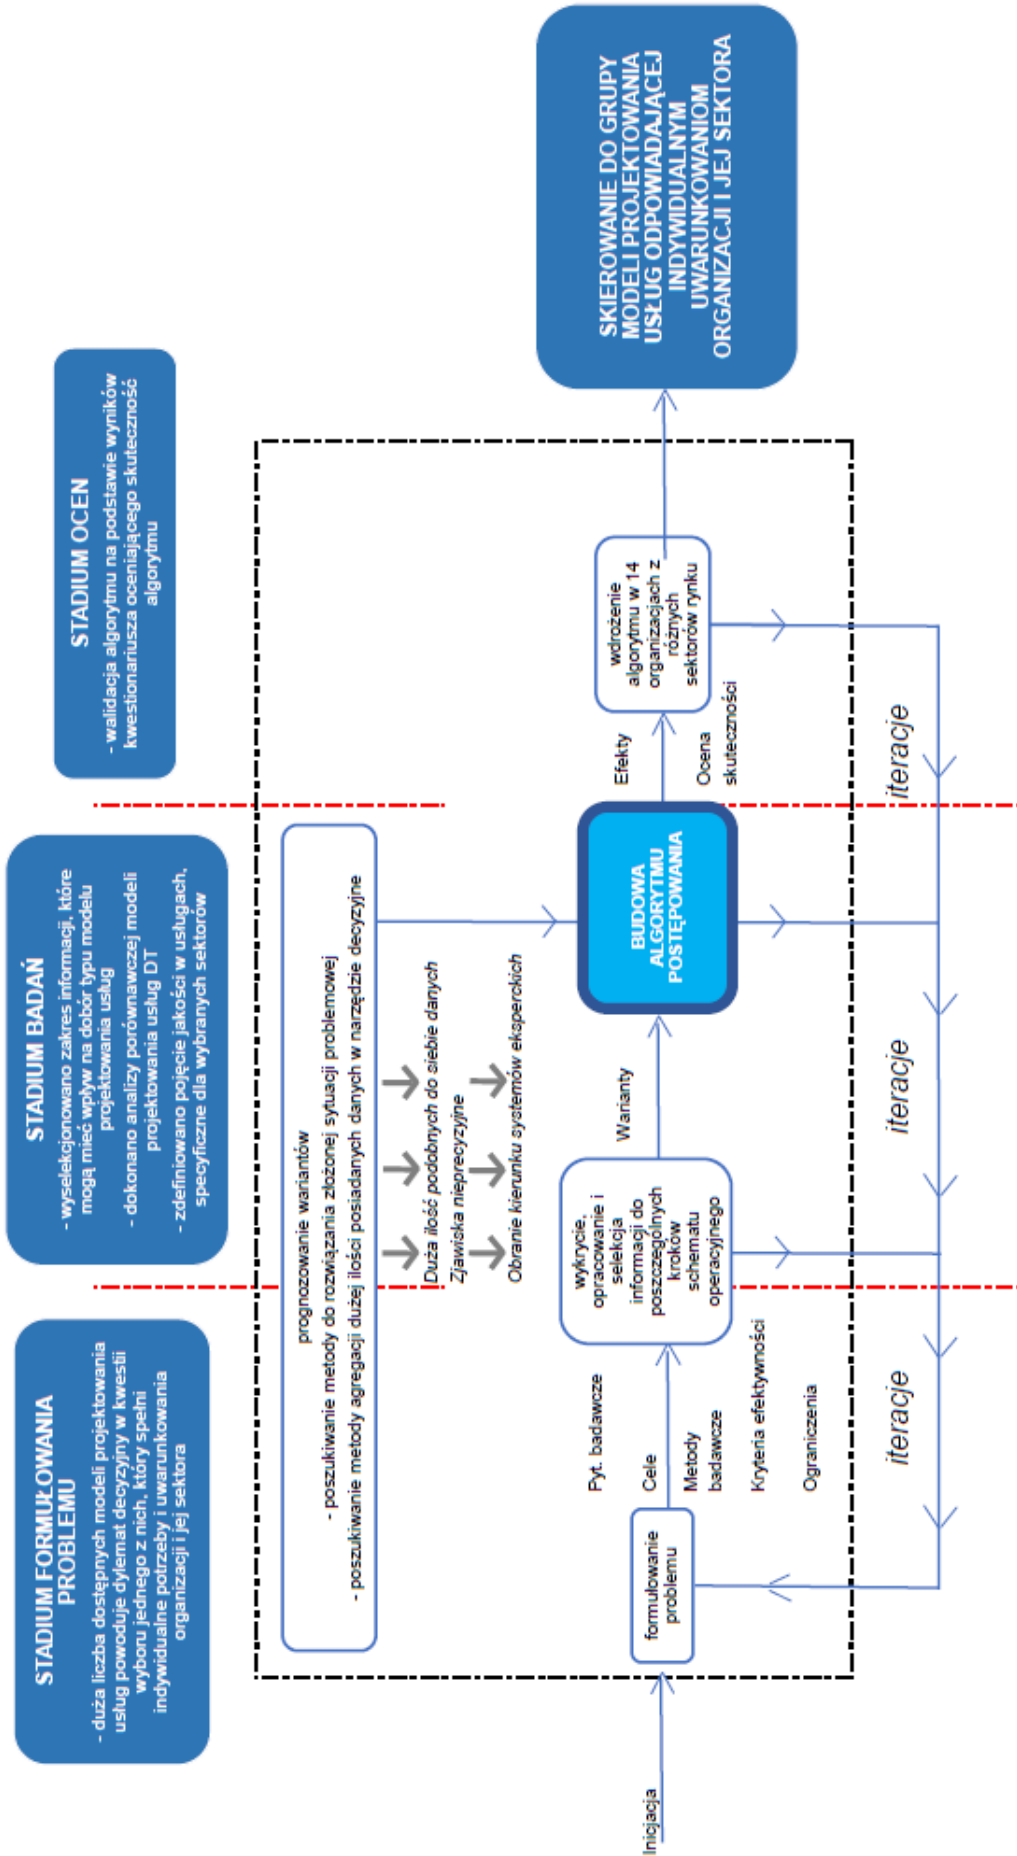 STADIUM FORMUŁOWANIA
PROBLEMU
- duża liczba dostępnych modeli projektowania
usług powoduje dylemat decyzyjny w kwestii
wyboru jednego z nich, który spełni
indywidualne potrzeby i uwarunkowania
organizacji i jej sektora
STADIUM BADAŃ
- wyselekcjonowano zakres informacji, które
mogą mieć wpływ na dobór typu modelu
projektowania usług
- dokonano analizy porównawczej modeli
projektowania usług DT
- zdefiniowano pojęcie jakości w usługach,
specyficzne dla wybranych sektorów
STADIUM OCEN
- walidacja algorytmu na podstawie wyników
kwestionariusza oceniającego skuteczność
algorytmu
prognozowanie wariantów
- poszukiwanie metody do rozwiązania złożonej sytuacji problemowej
- poszukiwanie metody agregacji dużej ilości posiadanych danych w narzędzie decyzyjne
Duża ilość podobnych do siebie danych
Zjawiska nieprecyzyjne
Obranie kierunku systemów eksperckich
Inicjacja
formułowanie
problemu
Pyt. badawcze
Cele
Metody
badawcze
Kryteria efektywności
Ograniczenia
wykrycie,
opracowanie i
selekcja
informacji do
poszczególnych
kroków
schematu
operacyjnego
Warianty
BUDOWA
ALGORYTMU
POSTĘPOWANIA
Efekty
Ocena
skuteczności
wdrożenie
algorytmu w 14
organizacjach z
różnych
sektorów rynku
SKIEROWANIE DO GRUPY
MODELI PROJEKTOWANIA
USŁUG ODPOWIADAJĄCEJ
INDYWIDUALNYM
UWARUNKOWANIOM
ORGANIZACJI I JEJ SEKTORA
iteracje
iteracje
iteracje